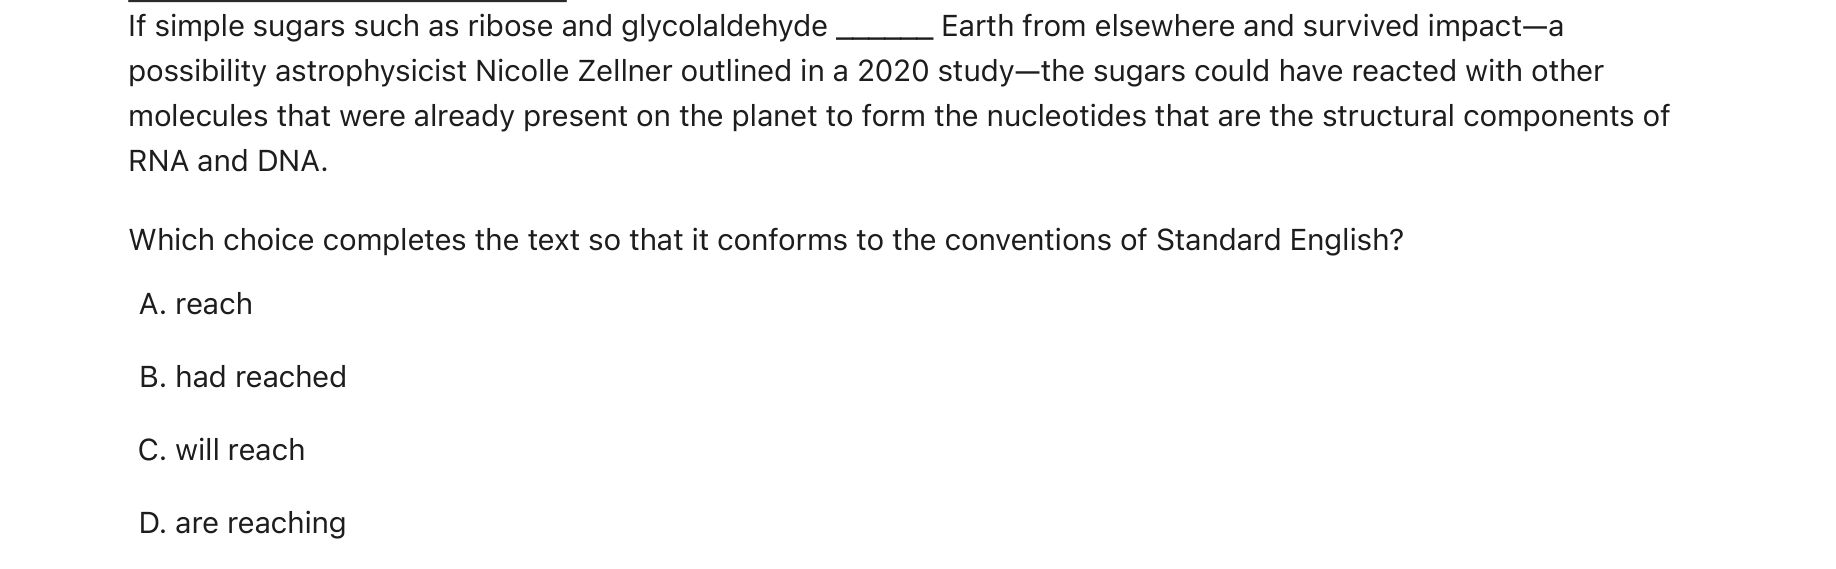 If simple sugars such as ribose and glycolaldehyde ______ Earth from elsewhere and survived impact—a
possibility astrophysicist Nicolle Zellner outlined in a 2020 study—the sugars could have reacted with other
molecules that were already present on the planet to form the nucleotides that are the structural components of
RNA and DNA.
Which choice completes the text so that it conforms to the conventions of Standard English?
A. reach
B. had reached
C. will reach
D. are reaching